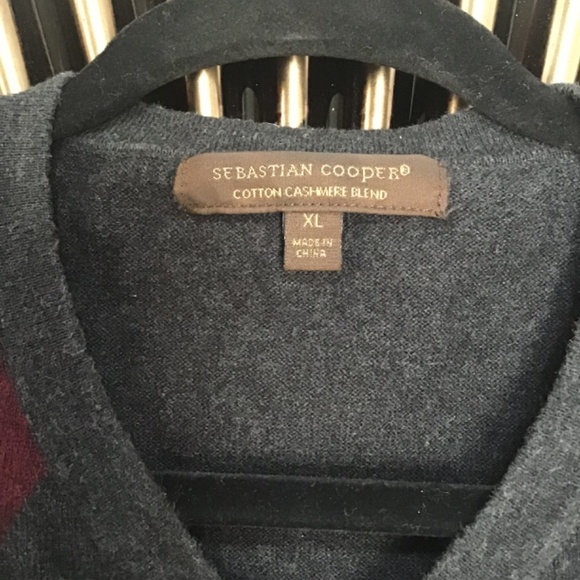 SEBASTIAN COOPER®
COTTON CASHMERE BLEND
XL
MADE IN
CHINA